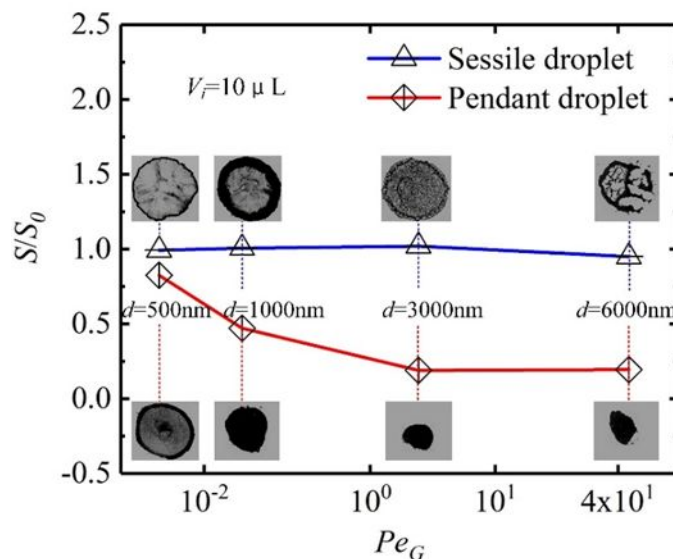 2.5
2.0
1.5
1.0
0.5
0.0
-0.5
S/S₀
Sessile droplet
Pendant droplet
Vᵢ=10 μ L
d=500nm d=1000nm d=3000nm d=6000nm
10⁻² 10⁰ 10¹ 4x10¹
Pe_G